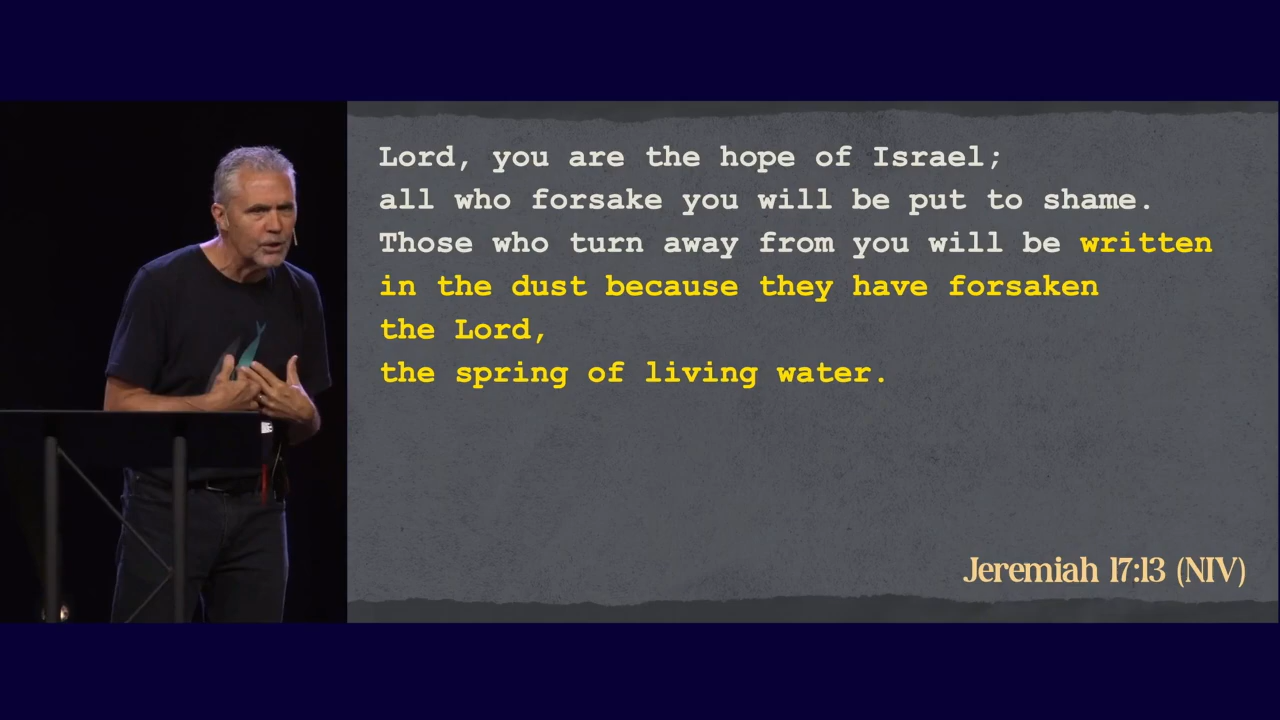 Lord, you are the hope of Israel;
all who forsake you will be put to shame.
Those who turn away from you will be written
in the dust because they have forsaken
the Lord,
the spring of living water.
Jeremiah 17:13 (NIV)